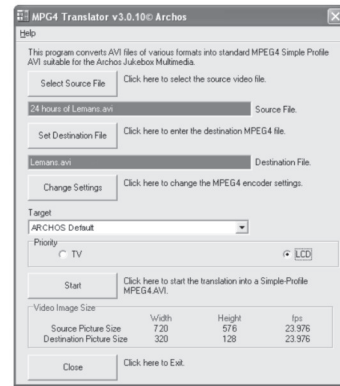 MPG4 Translator v3.0.10© Archos
Help
This program converts AVI files of various formats into standard MPEG4 Simple Profile
AVI suitable for the Archos Jukebox Multimedia.
Select Source File
Click here to select the source video file.
24 hours of Lemans.avi
Source File.
Set Destination File
Click here to enter the destination MPEG4 file.
Lemans.avi
Destination File.
Change Settings
Click here to change the MPEG4 encoder settings.
Target
ARCHOS Default
Priority
TV
LCD
Start
Click here to start the translation into a Simple-Profile
MPEG4 AVI.
Video Image Size
Width Height fps
Source Picture Size 720 576 23.976
Destination Picture Size 320 128 23.976
Close
Click here to Exit.